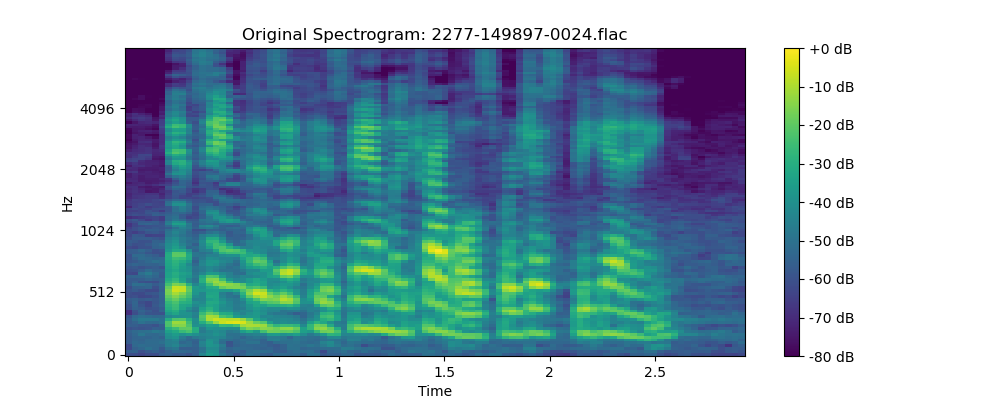 Original Spectrogram: 2277-149897-0024.flac
Hz
4096
2048
1024
512
0
0 0.5 1 1.5 2 2.5
Time
+0 dB
-10 dB
-20 dB
-30 dB
-40 dB
-50 dB
-60 dB
-70 dB
-80 dB